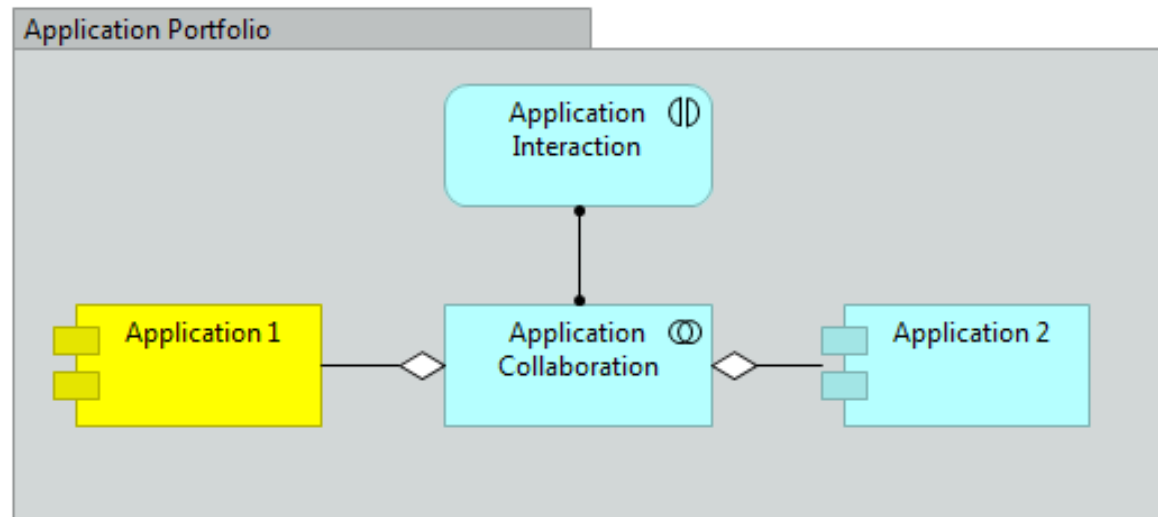 Application Portfolio
Application
Interaction
Application 1
Application
Collaboration
Application 2